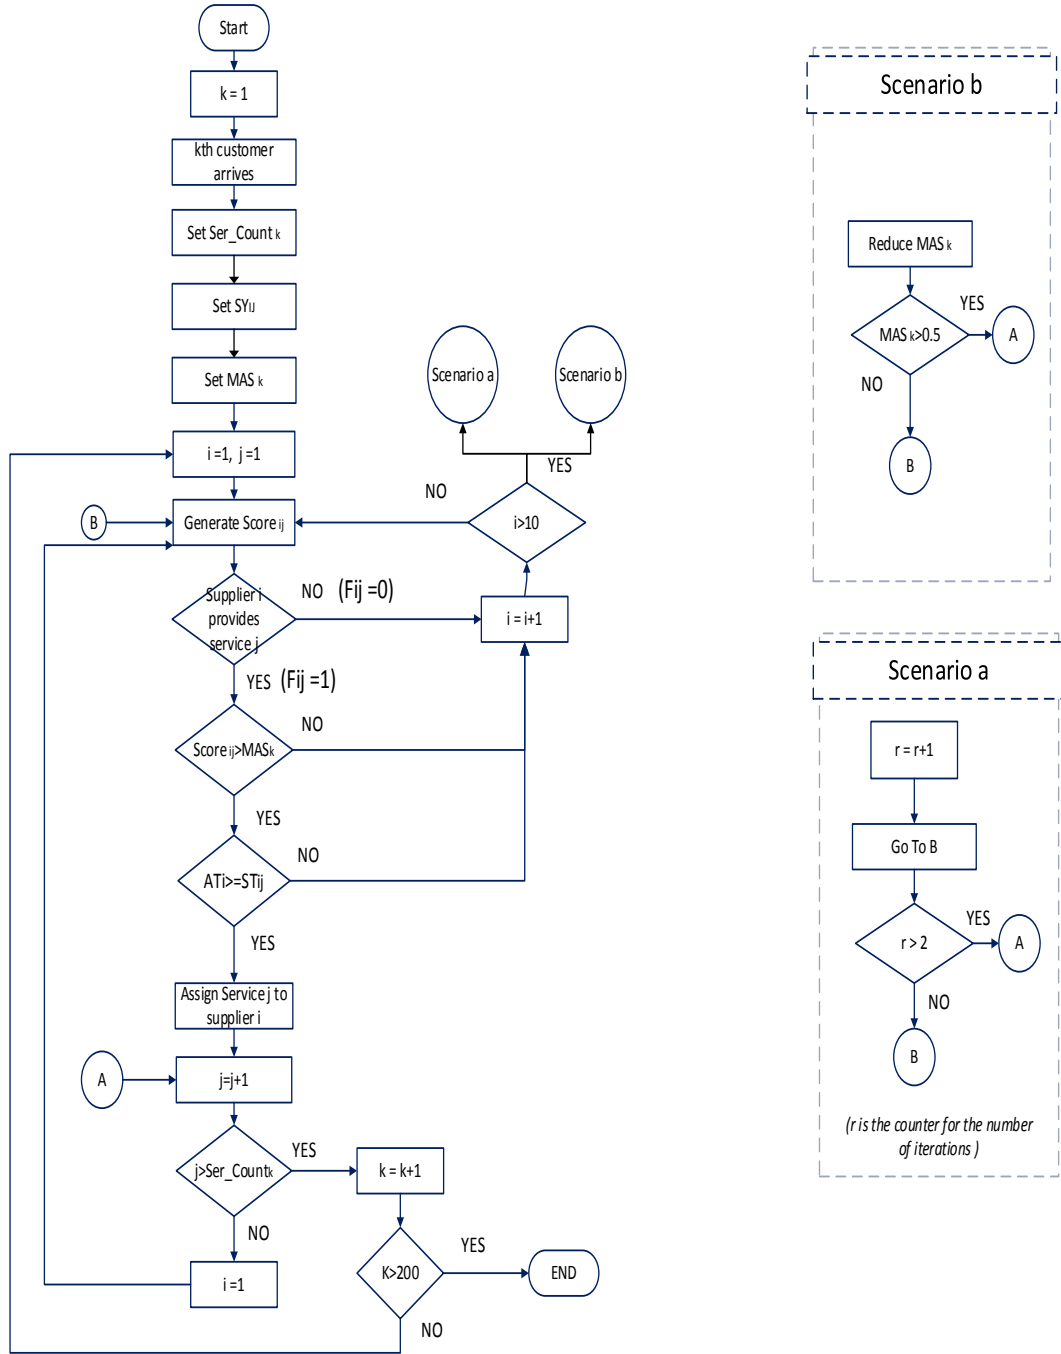 Start
k = 1
kth customer
arrives
Set Ser_Count k
Set SYIJ
Set MAS k
i =1, j =1
B
Generate Score ij
Supplier i
provides
service j
NO (Fij =0)
YES (Fij =1)
Score ij>MASk
NO
YES
ATi>=STij
NO
YES
Assign Service j to
supplier i
A
j=j+1
j>Ser_Countk
YES
NO
i =1
k = k+1
K>200
YES
NO
END
i = i+1
i>10
NO
YES
Scenario a
Scenario b
Scenario b
Reduce MAS k
MAS k>0.5
YES
A
NO
B
Scenario a
r = r+1
Go To B
r > 2
YES
A
NO
B
(r is the counter for the number
of iterations )